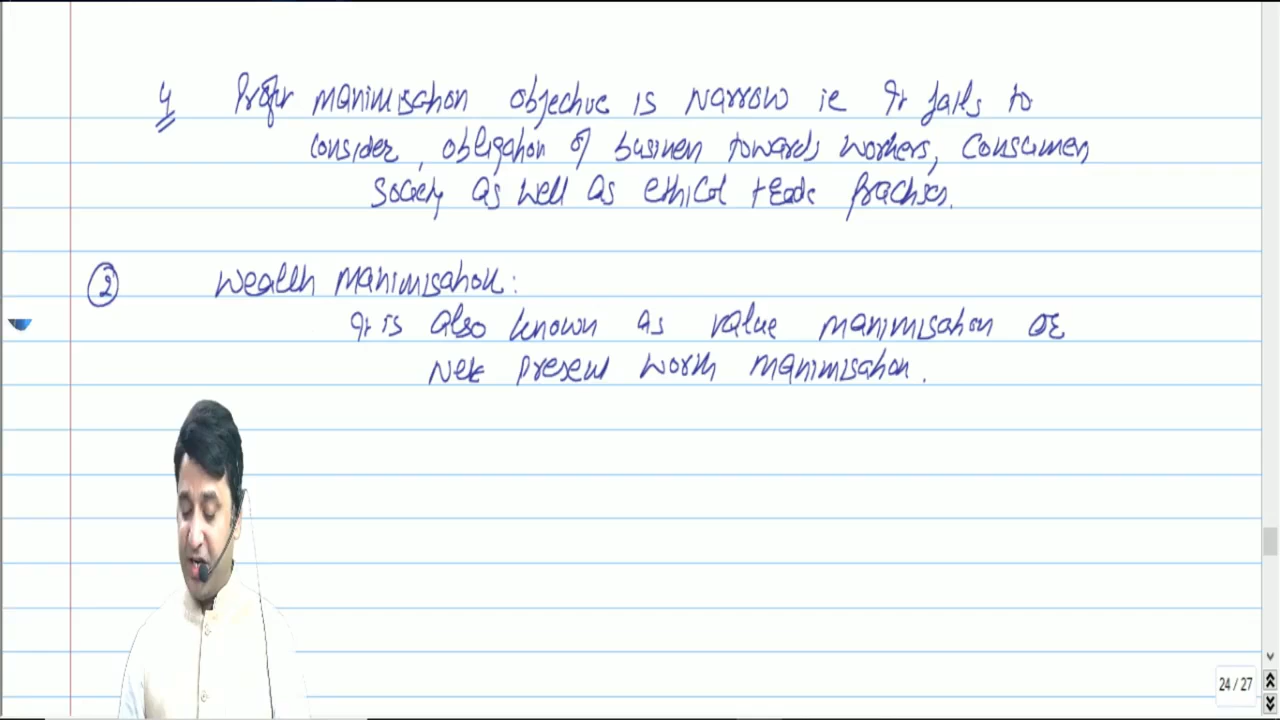 4 Profit maximisation objective is narrow ie It fails to
consider, obligation of business towards workers, consumers
society as well as ethical trade practises.
② Wealth maximisation:
It is also known as value maximisation or
Net present worth maximisation.
24 / 27